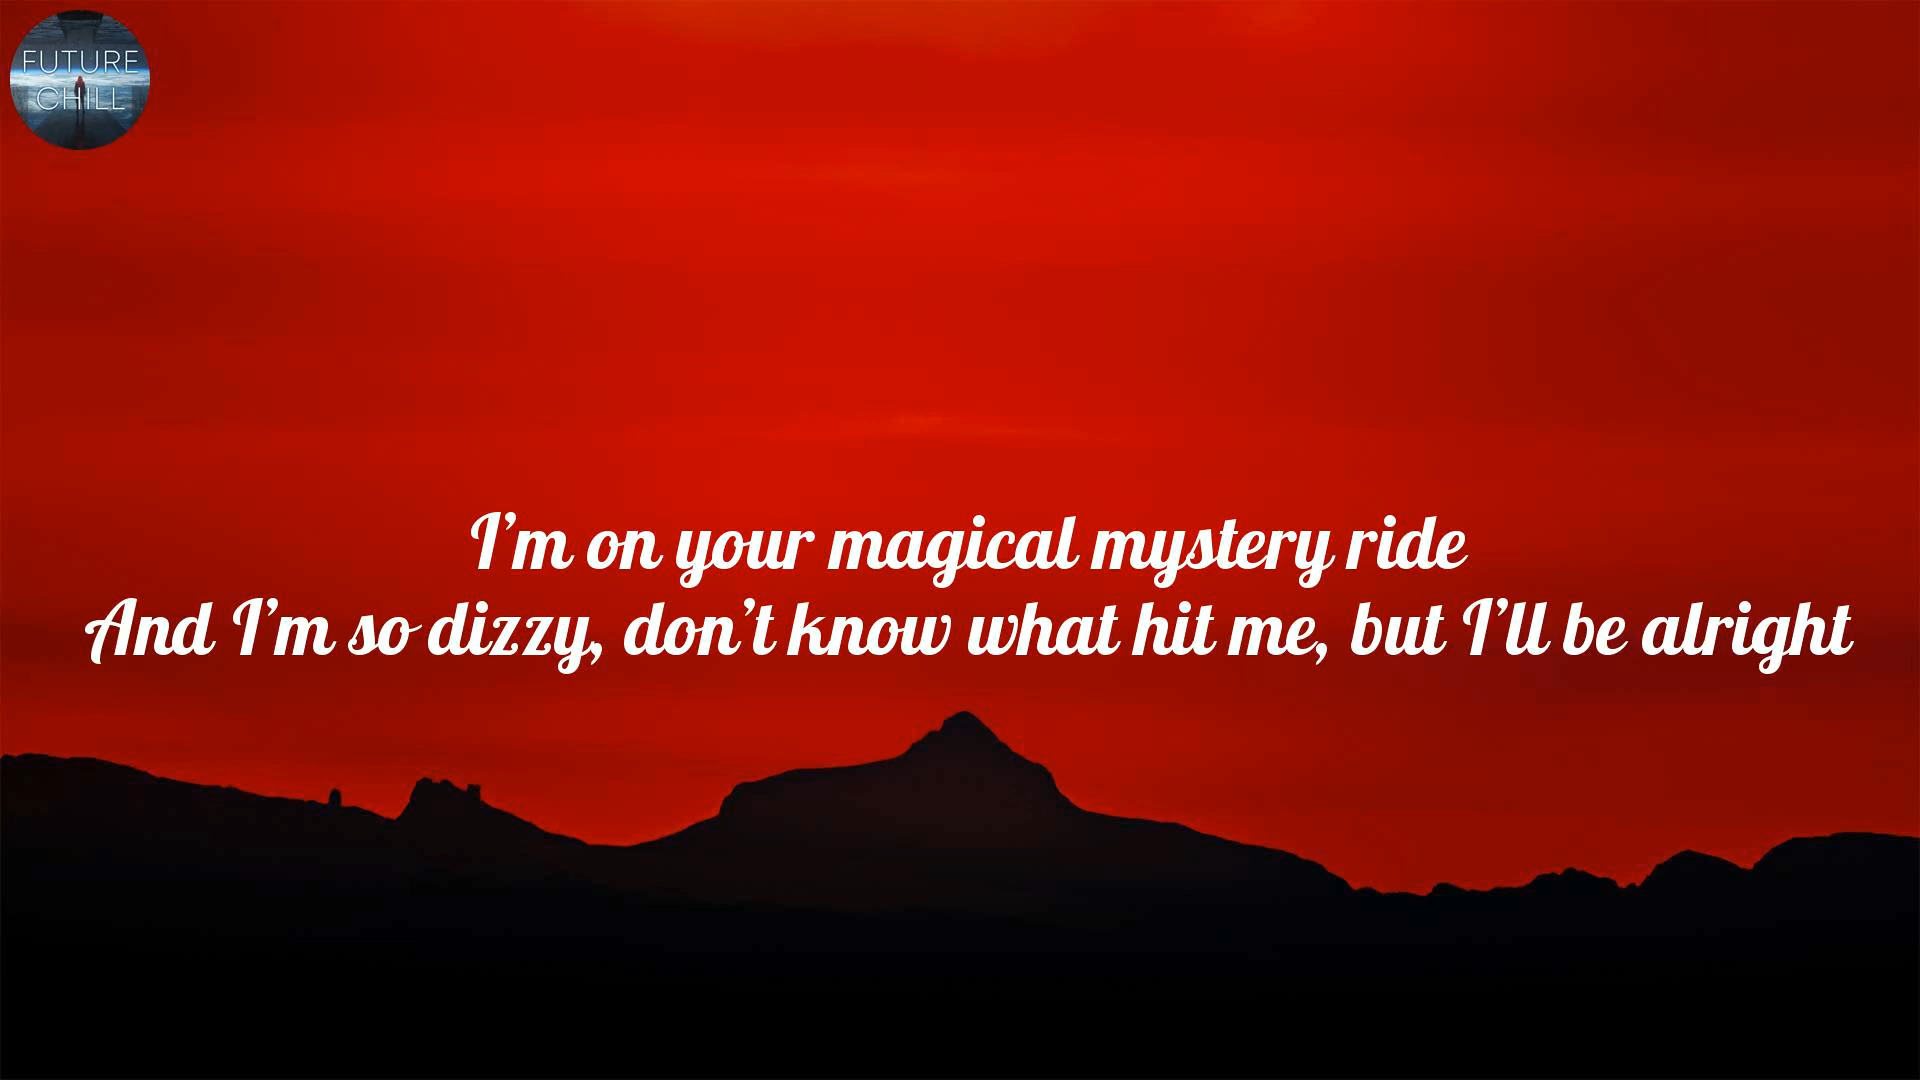 FUTURE
CHILL
I'm on your magical mystery ride
And I'm so dizzy, don't know what hit me, but I'll be alright